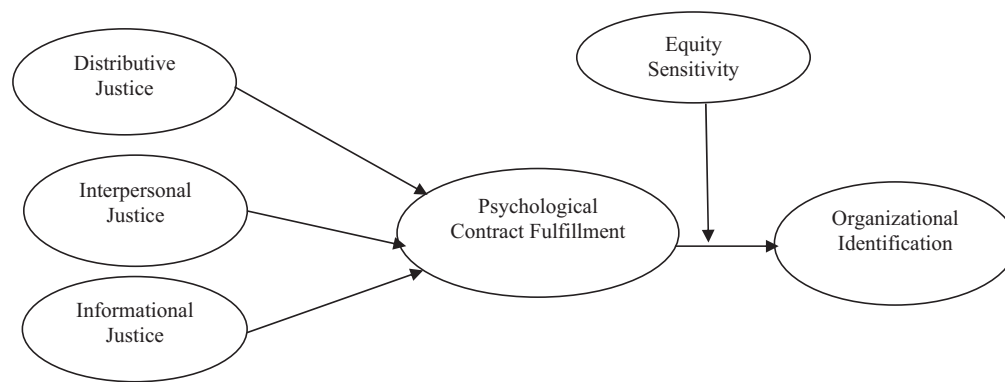 Distributive
Justice
Equity
Sensitivity
Interpersonal
Justice
Psychological
Contract Fulfillment
Organizational
Identification
Informational
Justice